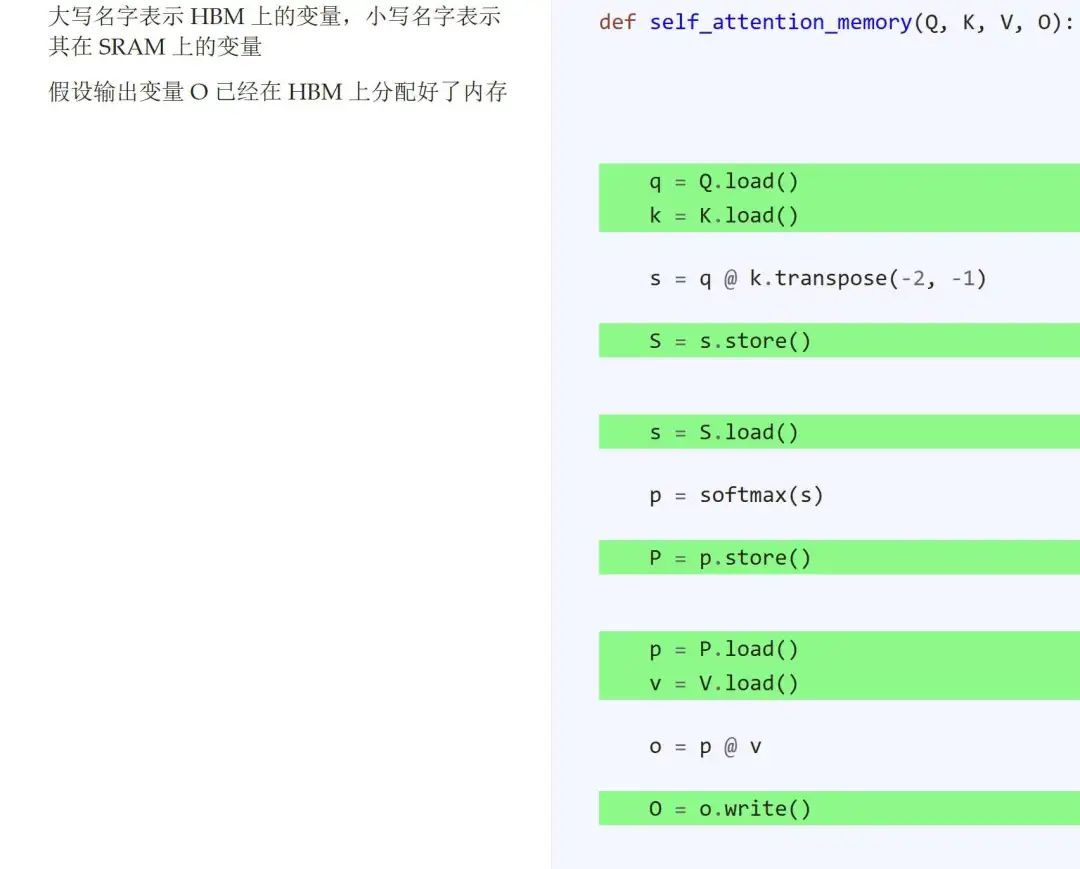 大写名字表示 HBM 上的变量，小写名字表示
其在 SRAM 上的变量
假设输出变量 O 已经在 HBM 上分配好了内存
def self_attention_memory(Q, K, V, O):
q = Q.load()
k = K.load()
s = q @ k.transpose(-2, -1)
S = s.store()
s = S.load()
p = softmax(s)
P = p.store()
p = P.load()
v = V.load()
o = p @ v
O = o.write()